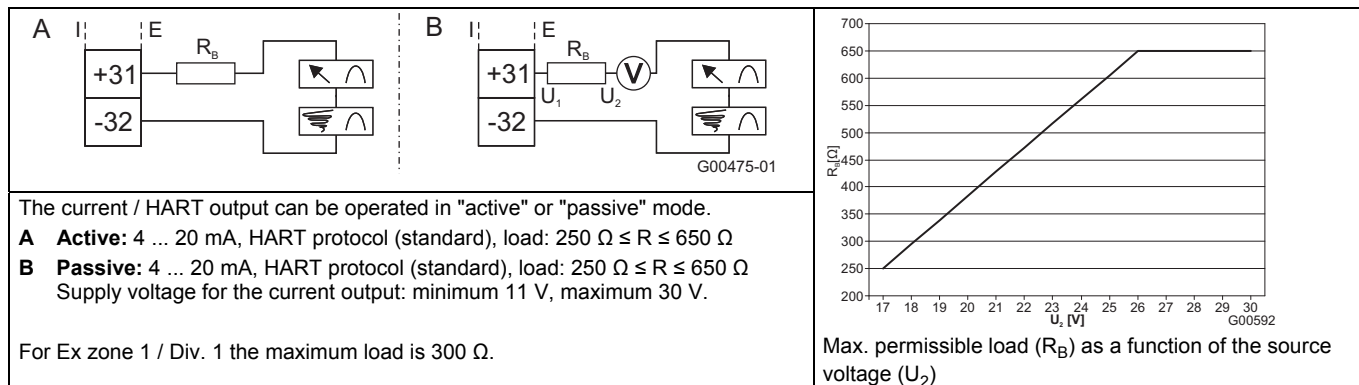 A I E
R_B
+31
-32
B I E
R_B
+31
V
U_1 U_2
-32
G00475-01
The current / HART output can be operated in "active" or "passive" mode.
A Active: 4 ... 20 mA, HART protocol (standard), load: 250 Ω ≤ R ≤ 650 Ω
B Passive: 4 ... 20 mA, HART protocol (standard), load: 250 Ω ≤ R ≤ 650 Ω
Supply voltage for the current output: minimum 11 V, maximum 30 V.
For Ex zone 1 / Div. 1 the maximum load is 300 Ω.
700
650
600
550
500
450
400
350
300
250
200
R_B[Ω]
17 18 19 20 21 22 23 24 25 26 27 28 29 30
U_2 [V]
G00592
Max. permissible load (R_B) as a function of the source
voltage (U_2)